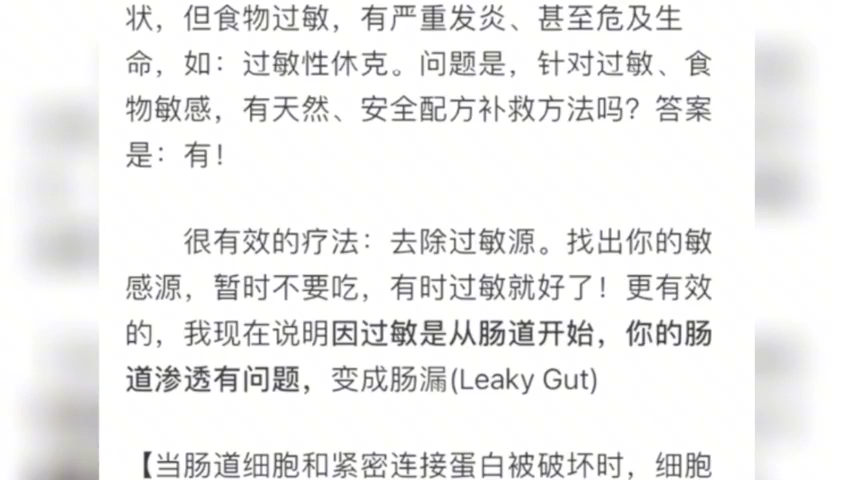 状，但食物过敏，有严重发炎、甚至危及生
命，如：过敏性休克。问题是，针对过敏、食
物敏感，有天然、安全配方补救方法吗？答案
是：有！
很有效的疗法：去除过敏源。找出你的敏
感源，暂时不要吃，有时过敏就好了！更有效
的，我现在说明因过敏是从肠道开始，你的肠
道渗透有问题，变成肠漏(Leaky Gut)
【当肠道细胞和紧密连接蛋白被破坏时，细胞